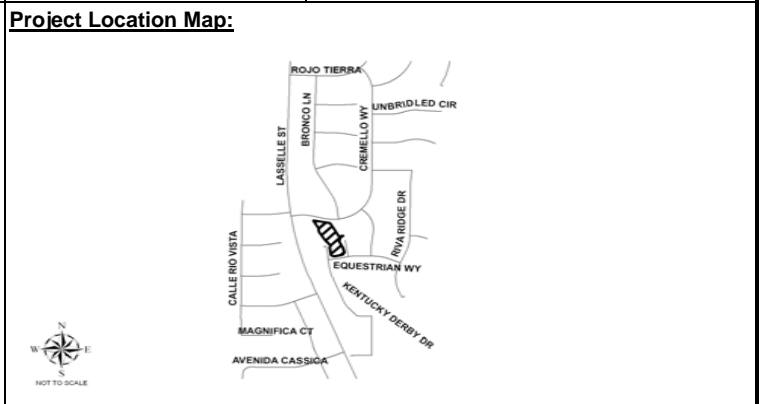 Project Location Map:
ROJO TIERRA
BRONCO LN
UNBRIDLED CIR
CREMELLO WY
LASSELLE ST
RIVA RIDGE DR
CALLE RIO VISTA
EQUESTRIAN WY
KENTUCKY DERBY DR
MAGNIFICA CT
AVENIDA CASSICA
N
W E
S
NOT TO SCALE